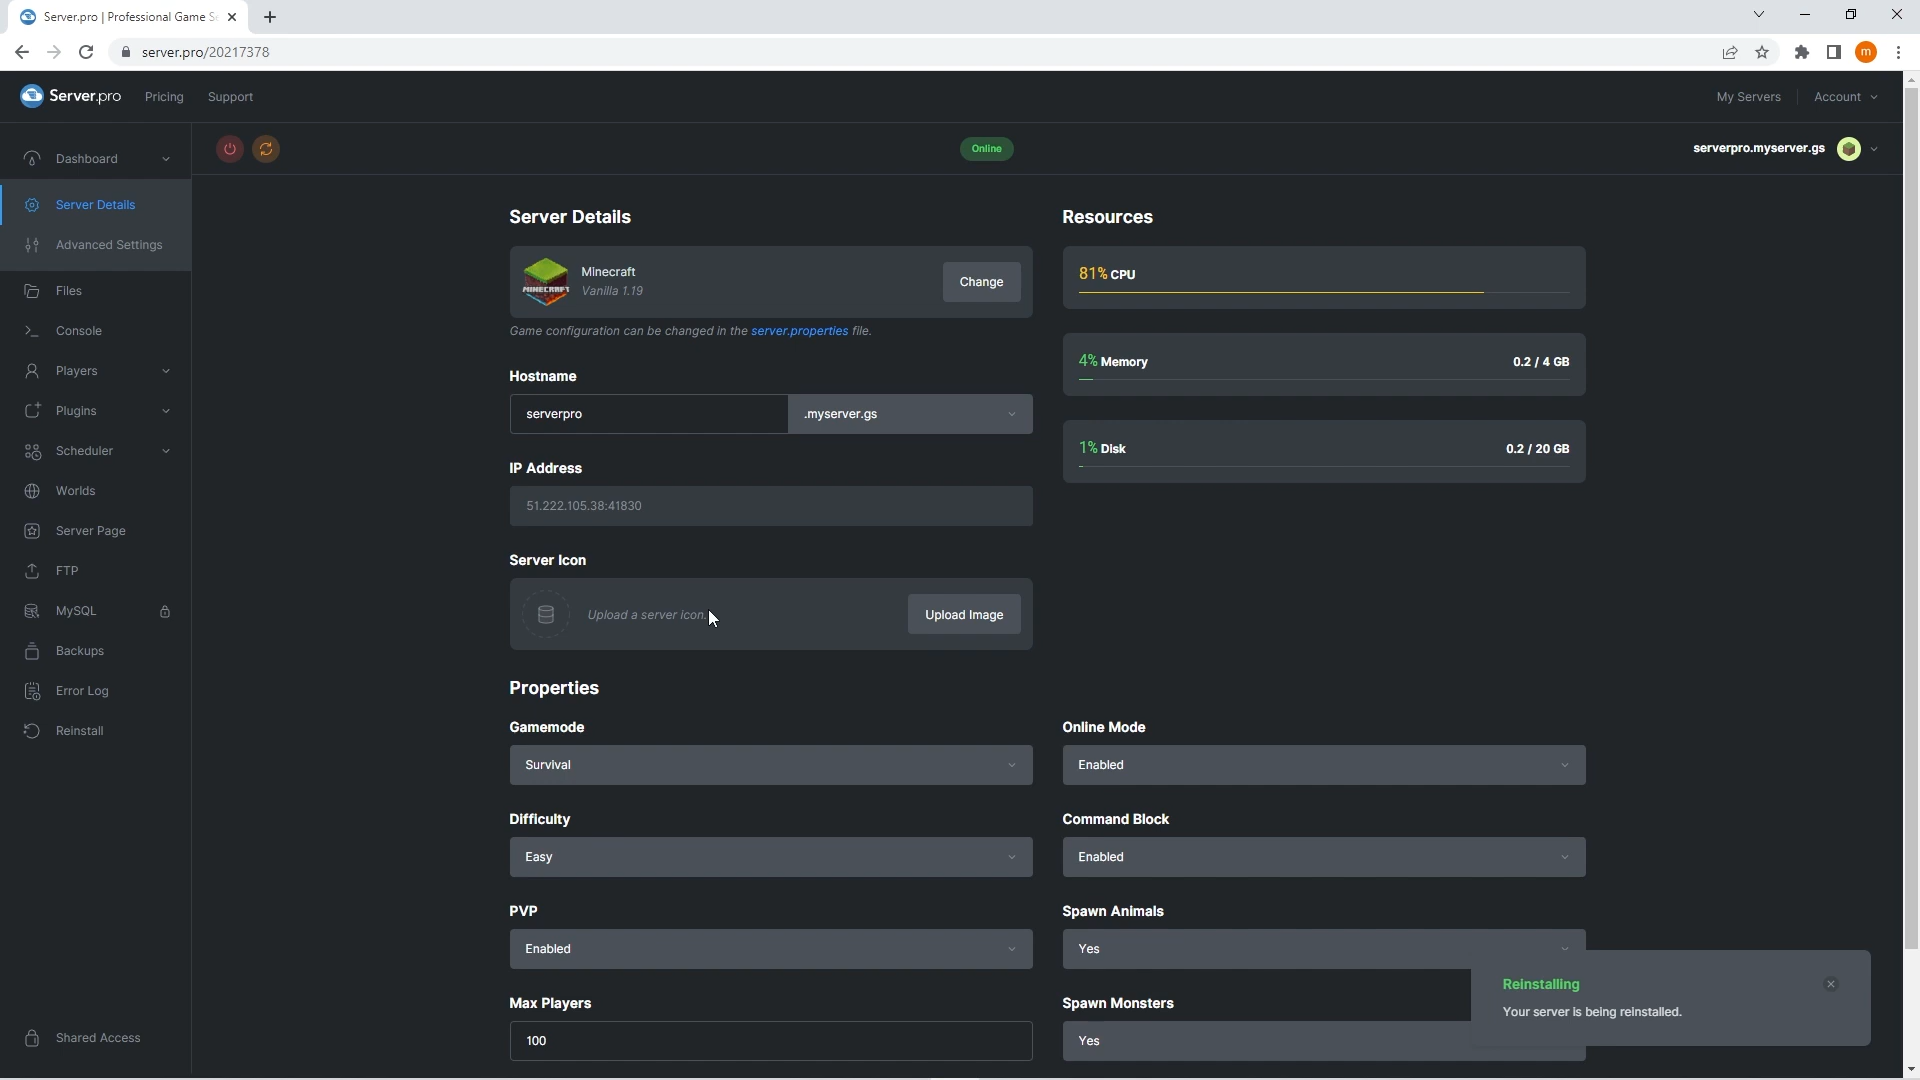 Server.pro | Professional Game S
server.pro/20217378
m
Server.pro
Pricing
Support
My Servers
Account
Dashboard
Online
serverpro.myserver.gs
Server Details
Advanced Settings
Files
Console
Players
Plugins
Scheduler
Worlds
Server Page
FTP
MySQL
Backups
Error Log
Reinstall
Shared Access
Server Details
MINECRAFT
Minecraft
Vanilla 1.19
Change
Game configuration can be changed in the server.properties file.
Hostname
serverpro
.myserver.gs
IP Address
51.222.105.38:41830
Server Icon
Upload a server icon.
Upload Image
Resources
81% CPU
4% Memory
0.2 / 4 GB
1% Disk
0.2 / 20 GB
Properties
Gamemode
Survival
Online Mode
Enabled
Difficulty
Easy
Command Block
Enabled
PVP
Enabled
Spawn Animals
Yes
Max Players
100
Spawn Monsters
Yes
Reinstalling
Your server is being reinstalled.